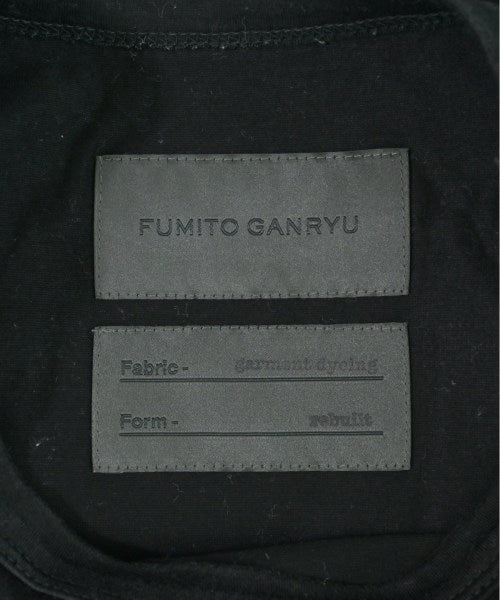 FUMITO GANRYU
Fabric- garment dyeing
Form- rebuilt